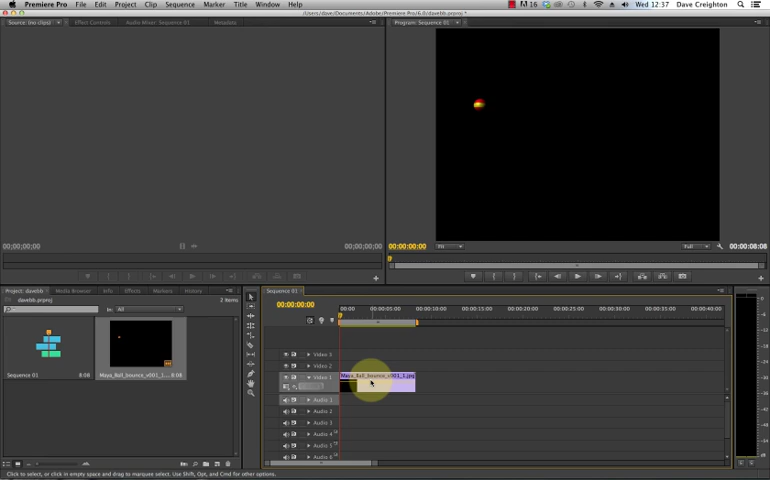 Premiere Pro File Edit Project Clip Sequence Marker Title Window Help 16 Wed 12:37 Dave Creighton
/Users/dave/Documents/Adobe/Premiere Pro/6.0/davebb.prproj *
Source: (no clips) Effect Controls Audio Mixer: Sequence 01 Metadata Program: Sequence 01
00;00;00;00 00;00;00;00 00:00:00:00 Fit Full 00:00:08:08
Project: davebb Media Browser Info Effects Markers History Sequence 01
davebb.prproj 2 Items
In: All 00:00:00:00
00:00 00:00:05:00 00:00:10:00 00:00:15:00 00:00:20:00 00:00:25:00 00:00:30:00 00:00:35:00 00:00:40:00
Video 3
Video 2
Sequence 01 8:08 Maya_Ball_bounce_v001_1.... 8:08 Video 1 Maya_Ball_bounce_v001_1.jpg
Audio 1
Audio 2
Audio 3
Audio 4
Audio 5
Audio 6
Click to select, or click in empty space and drag to marquee select. Use Shift, Opt, and Cmd for other options.